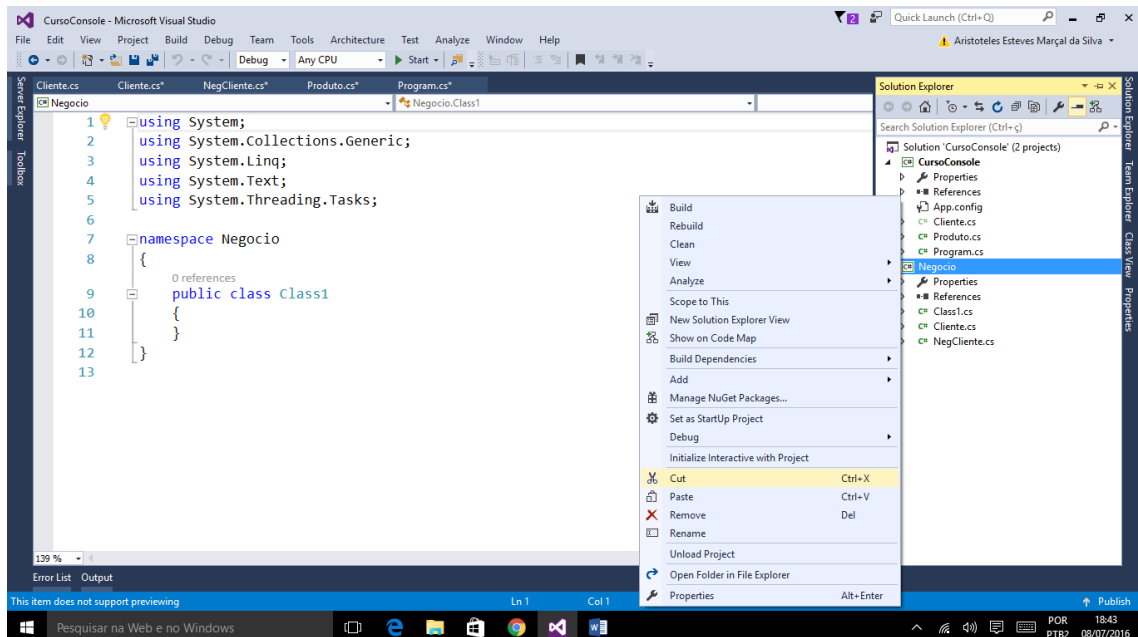 CursoConsole - Microsoft Visual Studio
2
Quick Launch (Ctrl+Q)
File Edit View Project Build Debug Team Tools Architecture Test Analyze Window Help
Aristoteles Esteves Marçal da Silva
Debug Any CPU Start
Server Explorer
Toolbox
Cliente.cs Cliente.cs* NegCliente.cs* Produto.cs* Program.cs*
C# Negocio Negocio.Class1
1 using System;
2 using System.Collections.Generic;
3 using System.Linq;
4 using System.Text;
5 using System.Threading.Tasks;
6
7 namespace Negocio
8 {
0 references
9 public class Class1
10 {
11 }
12 }
13
139 %
Error List Output
Build
Rebuild
Clean
View
Analyze
Scope to This
New Solution Explorer View
Show on Code Map
Build Dependencies
Add
Manage NuGet Packages...
Set as StartUp Project
Debug
Initialize Interactive with Project
Cut Ctrl+X
Paste Ctrl+V
Remove Del
Rename
Unload Project
Open Folder in File Explorer
Properties Alt+Enter
Solution Explorer
Search Solution Explorer (Ctrl+ç)
Solution 'CursoConsole' (2 projects)
C# CursoConsole
Properties
References
App.config
C# Cliente.cs
C# Produto.cs
C# Program.cs
C# Negocio
Properties
References
C# Class1.cs
C# Cliente.cs
C# NegCliente.cs
Solution Explorer
Team Explorer
Class View
Properties
This item does not support previewing Ln 1 Col 1 Publish
Pesquisar na Web e no Windows
POR 18:43
PTB2 08/07/2016